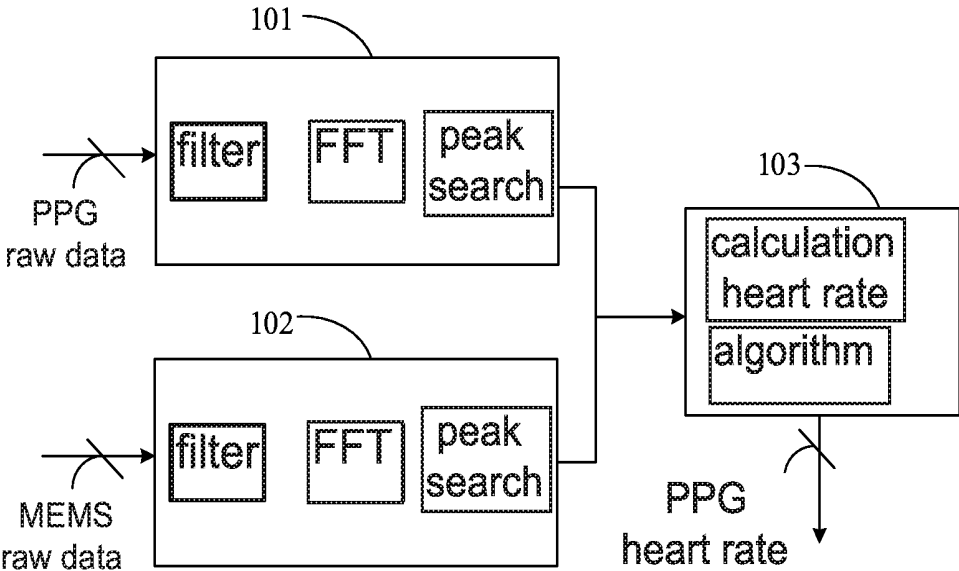 101
filter
FFT
peak
search
PPG
raw data
102
filter
FFT
peak
search
MEMS
raw data
103
calculation
heart rate
algorithm
PPG
heart rate